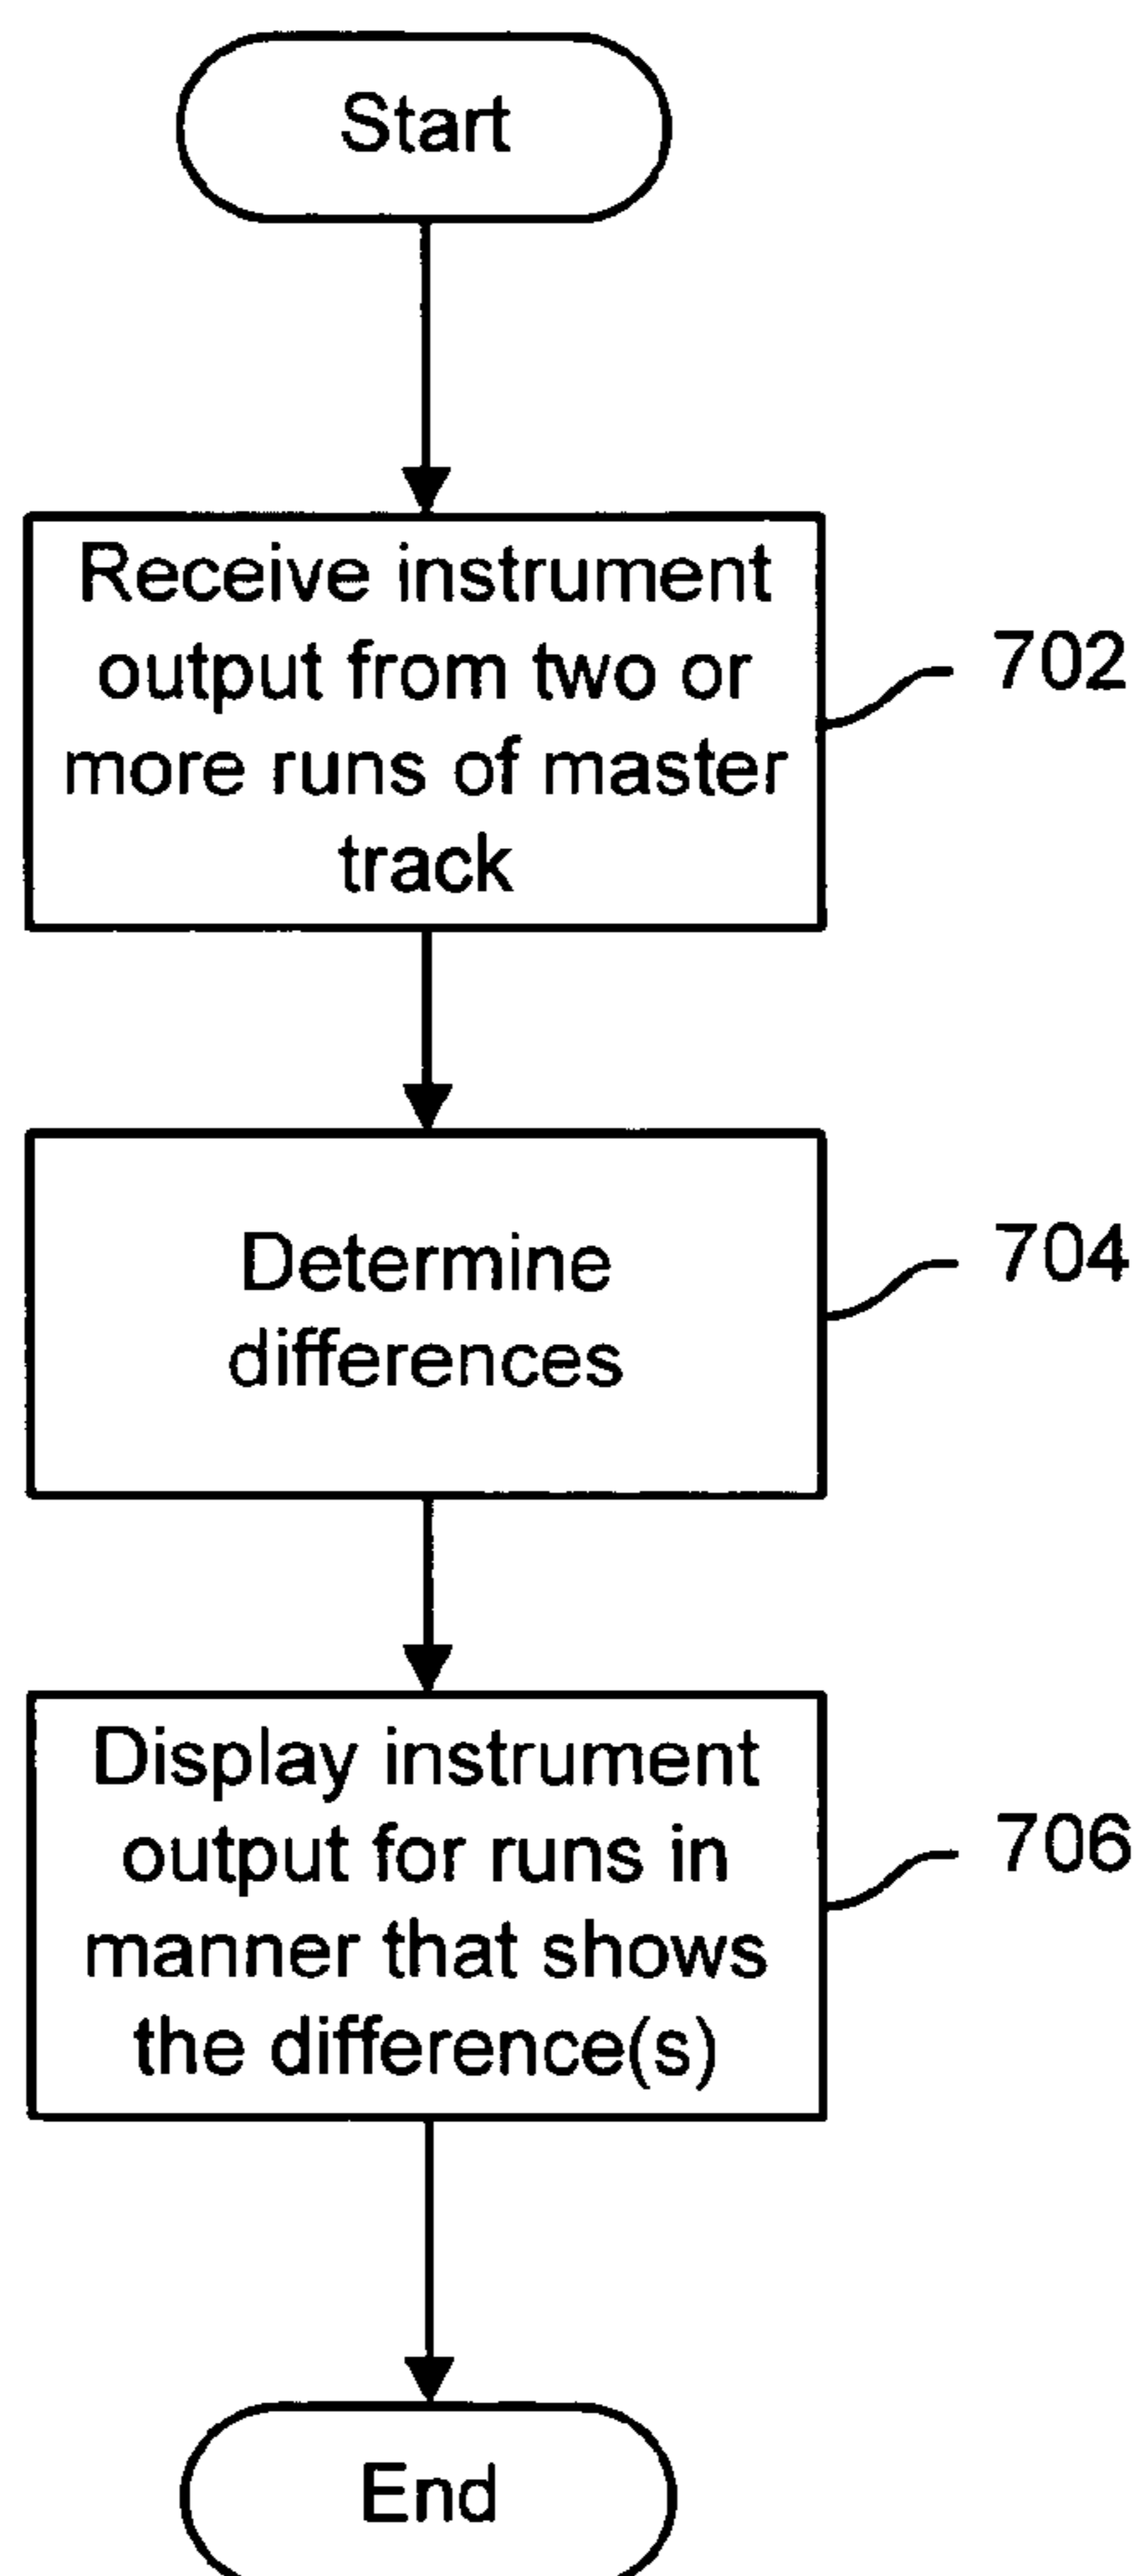 Start
Receive instrument
output from two or
more runs of master
track
702
Determine
differences
704
Display instrument
output for runs in
manner that shows
the difference(s)
706
End